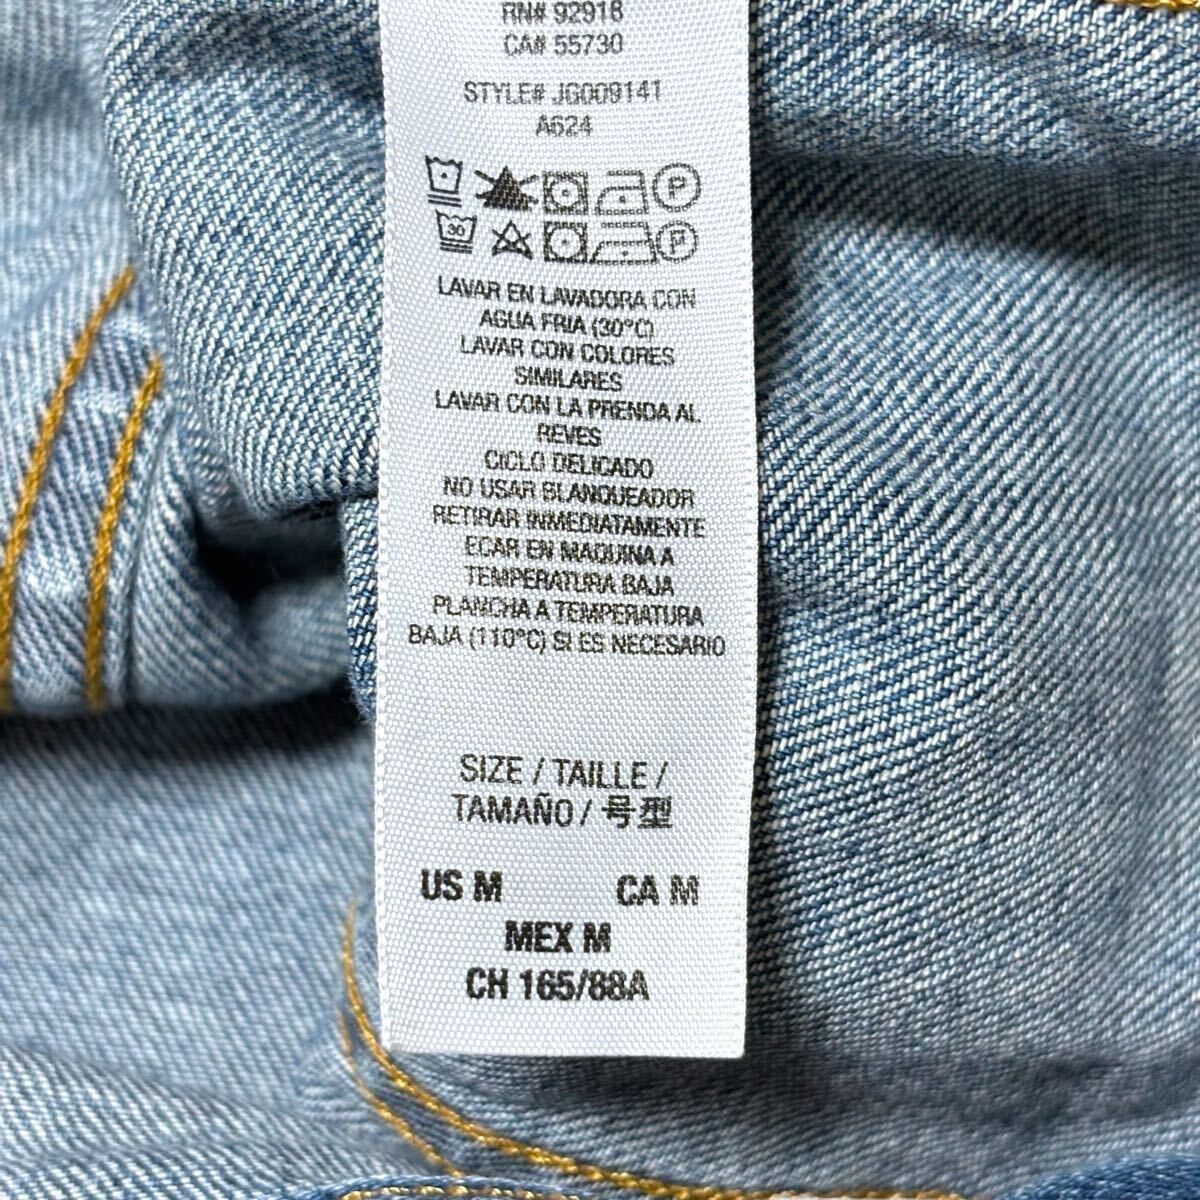 RN# 92918
CA# 55730
STYLE# JG009141
A624
P
30 P
LAVAR EN LAVADORA CON
AGUA FRIA (30°C)
LAVAR CON COLORES
SIMILARES
LAVAR CON LA PRENDA AL
REVES
CICLO DELICADO
NO USAR BLANQUEADOR
RETIRAR INMEDIATAMENTE
ECAR EN MAQUINA A
TEMPERATURA BAJA
PLANCHA A TEMPERATURA
BAJA (110°C) SI ES NECESARIO
SIZE / TAILLE /
TAMAÑO / 号型
US M CA M
MEX M
CH 165/88A